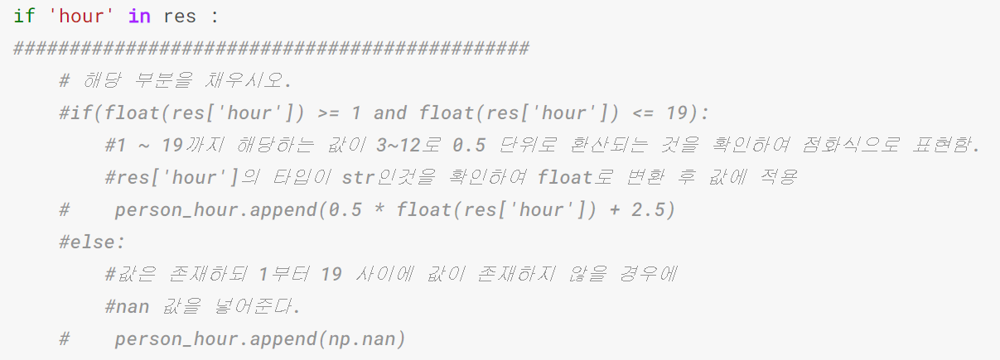 if 'hour' in res :
##############################################
# 해당 부분을 채우시오.
#if(float(res['hour']) >= 1 and float(res['hour']) <= 19):
#1 ~ 19까지 해당하는 값이 3~12로 0.5 단위로 환산되는 것을 확인하여 점화식으로 표현함.
#res['hour']의 타입이 str인것을 확인하여 float로 변환 후 값에 적용
#    person_hour.append(0.5 * float(res['hour']) + 2.5)
#else:
#값은 존재하되 1부터 19 사이에 값이 존재하지 않을 경우에
#nan 값을 넣어준다.
#    person_hour.append(np.nan)